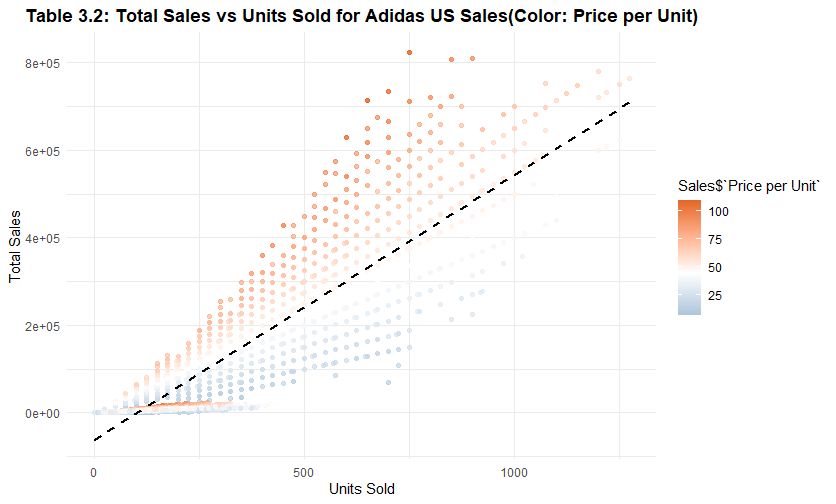 Table 3.2: Total Sales vs Units Sold for Adidas US Sales(Color: Price per Unit)
8e+05
6e+05
4e+05
2e+05
0e+00
Total Sales
0
500
1000
Units Sold
Sales$`Price per Unit`
100
75
50
25